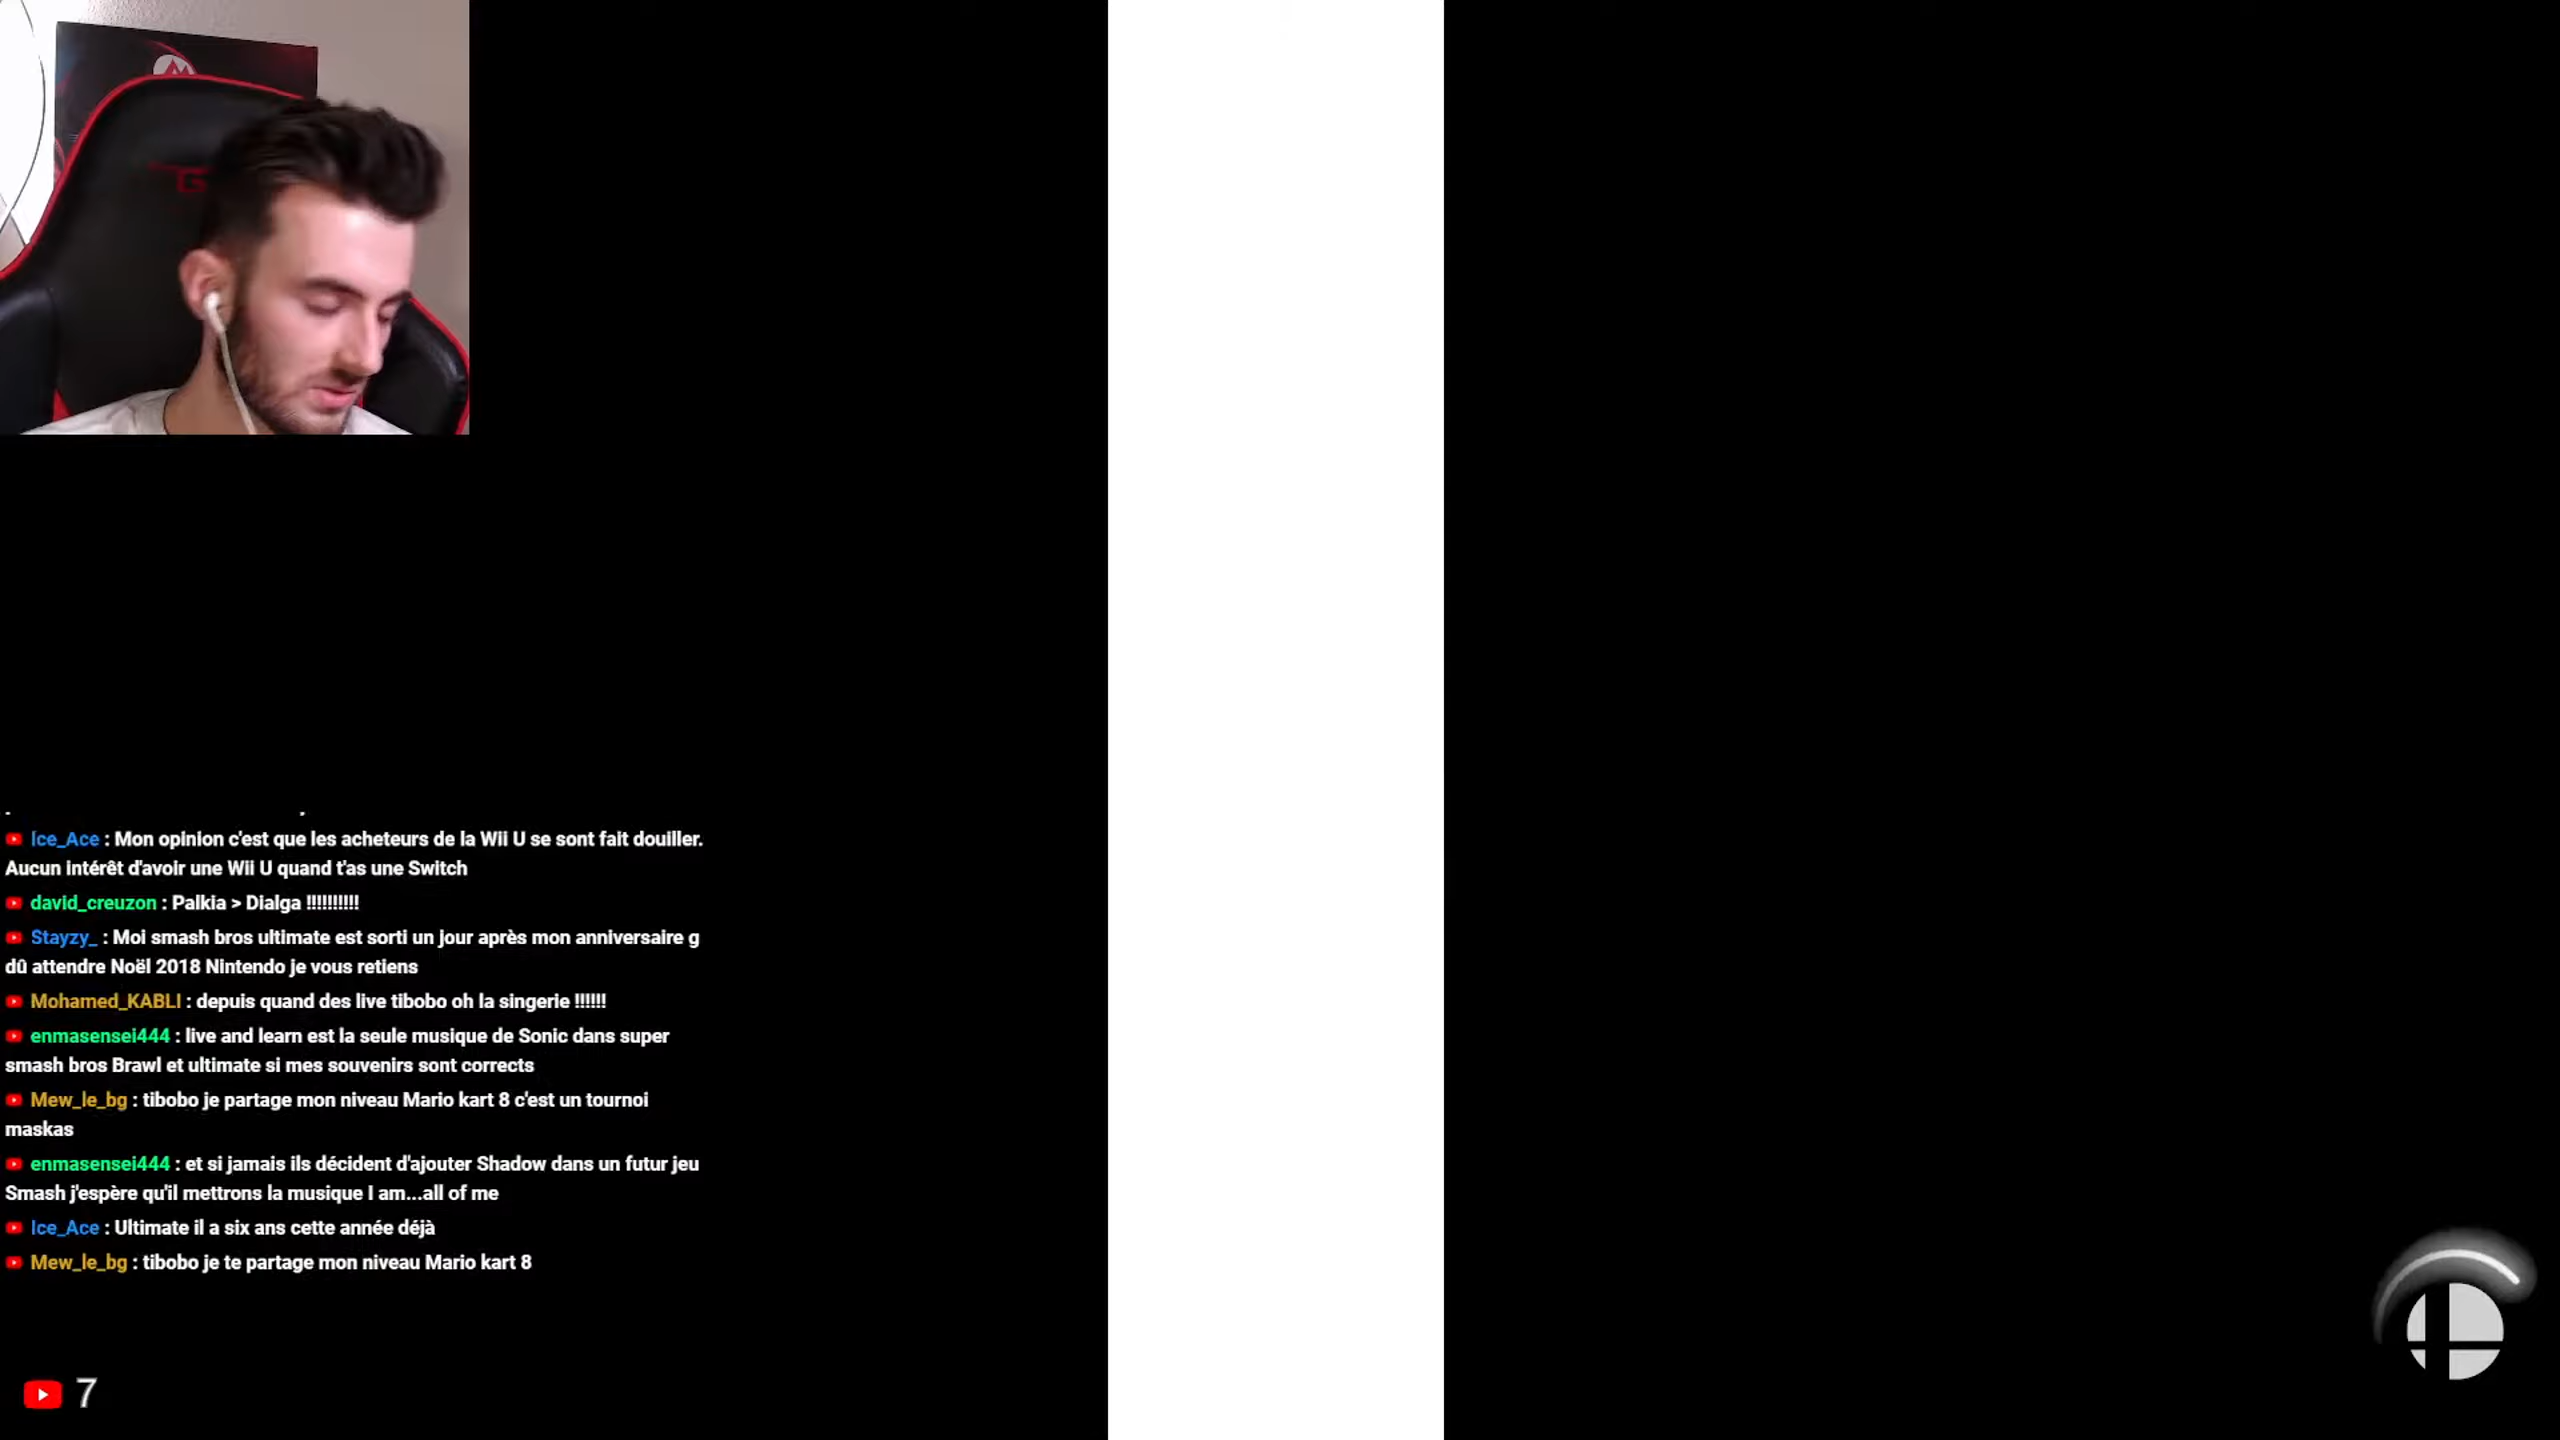 Ice_Ace : Mon opinion c'est que les acheteurs de la Wii U se sont fait douiller.
Aucun intérêt d'avoir une Wii U quand t'as une Switch
david_creuzon : Palkia > Dialga !!!!!!!!!!
Stayzy_ : Moi smash bros ultimate est sorti un jour après mon anniversaire g
dû attendre Noël 2018 Nintendo je vous retiens
Mohamed_KABLI : depuis quand des live tibobo oh la singerie !!!!!!
enmasensei444 : live and learn est la seule musique de Sonic dans super
smash bros Brawl et ultimate si mes souvenirs sont corrects
Mew_le_bg : tibobo je partage mon niveau Mario kart 8 c'est un tournoi
maskas
enmasensei444 : et si jamais ils décident d'ajouter Shadow dans un futur jeu
Smash j'espère qu'il mettrons la musique I am...all of me
Ice_Ace : Ultimate il a six ans cette année déjà
Mew_le_bg : tibobo je te partage mon niveau Mario kart 8
7